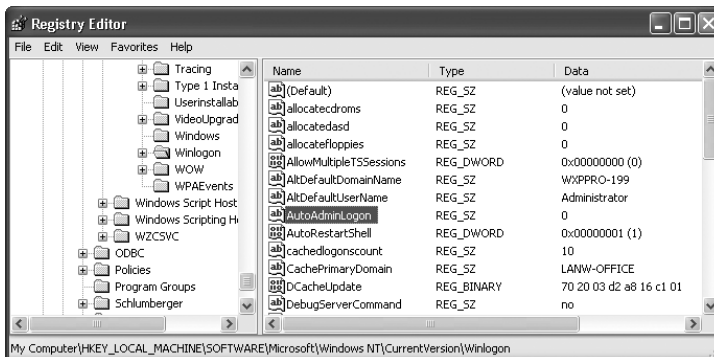 Registry Editor
File Edit View Favorites Help
Tracing
Type 1 Insta
Userinstallab
VideoUpgrad
Windows
Winlogon
WOW
WPAEvents
Windows Script Host
Windows Scripting H
WZCSVC
ODBC
Policies
Program Groups
Schlumberger
Name Type Data
(Default) REG_SZ (value not set)
allocatecdroms REG_SZ 0
allocatedasd REG_SZ 0
allocatefloppies REG_SZ 0
AllowMultipleTSSessions REG_DWORD 0x00000000 (0)
AltDefaultDomainName REG_SZ WXPPRO-199
AltDefaultUserName REG_SZ Administrator
AutoAdminLogon REG_SZ 0
AutoRestartShell REG_DWORD 0x00000001 (1)
cachedlogonscount REG_SZ 10
CachePrimaryDomain REG_SZ LANW-OFFICE
DCacheUpdate REG_BINARY 70 20 03 d2 a8 16 c1 01
DebugServerCommand REG_SZ no
My Computer\HKEY_LOCAL_MACHINE\SOFTWARE\Microsoft\Windows NT\CurrentVersion\Winlogon